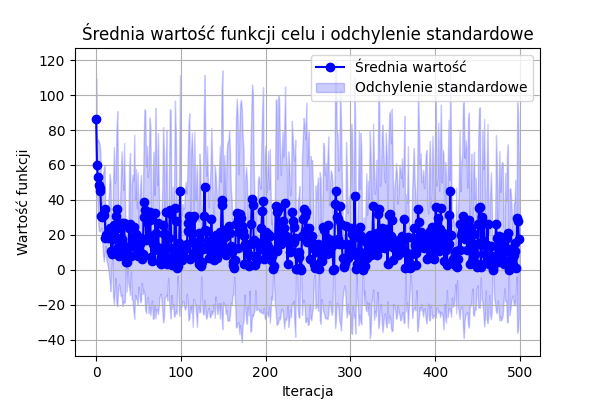 Średnia wartość funkcji celu i odchylenie standardowe
Średnia wartość
Odchylenie standardowe
Wartość funkcji
120
100
80
60
40
20
0
−20
−40
0 100 200 300 400 500
Iteracja